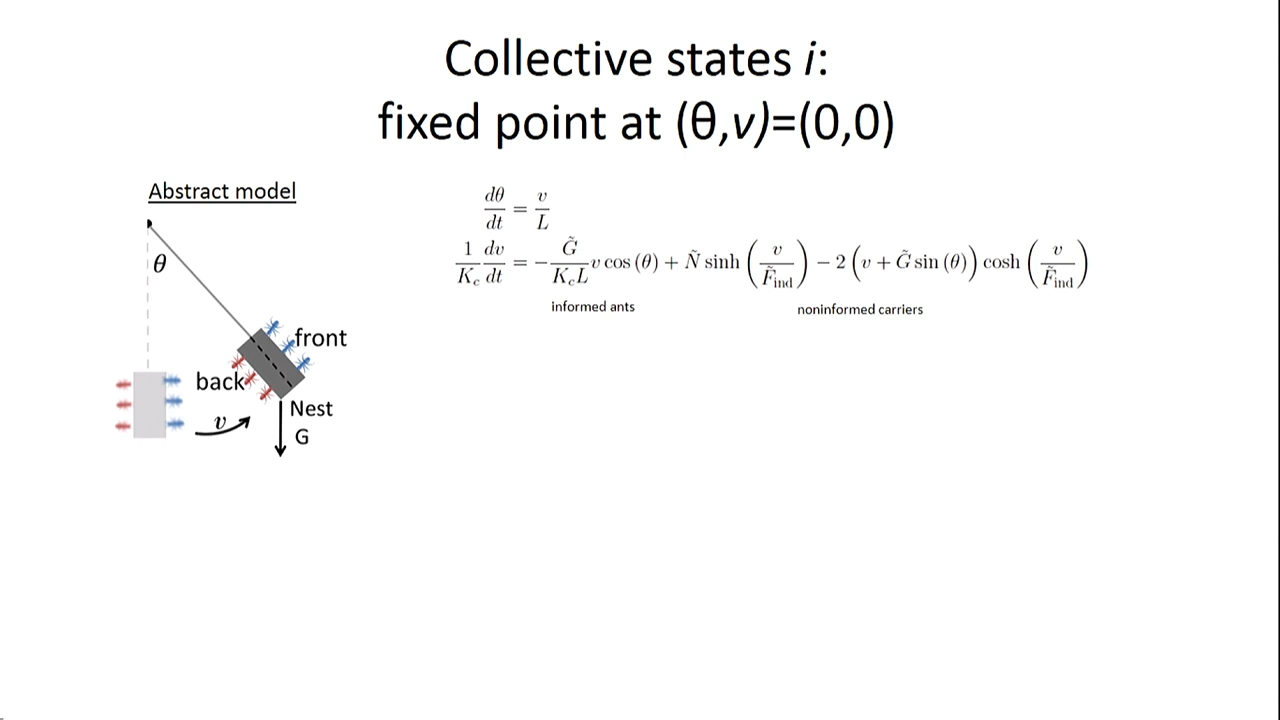 Collective states i:
fixed point at (θ,v)=(0,0)
Abstract model
θ
front
back
v
Nest
G
dθ/dt = v/L
1/K_c dv/dt = − G̃/(K_cL) v cos (θ) + Ñ sinh (v/F̃_ind) − 2 (v + G̃ sin (θ)) cosh (v/F̃_ind)
informed ants
noninformed carriers